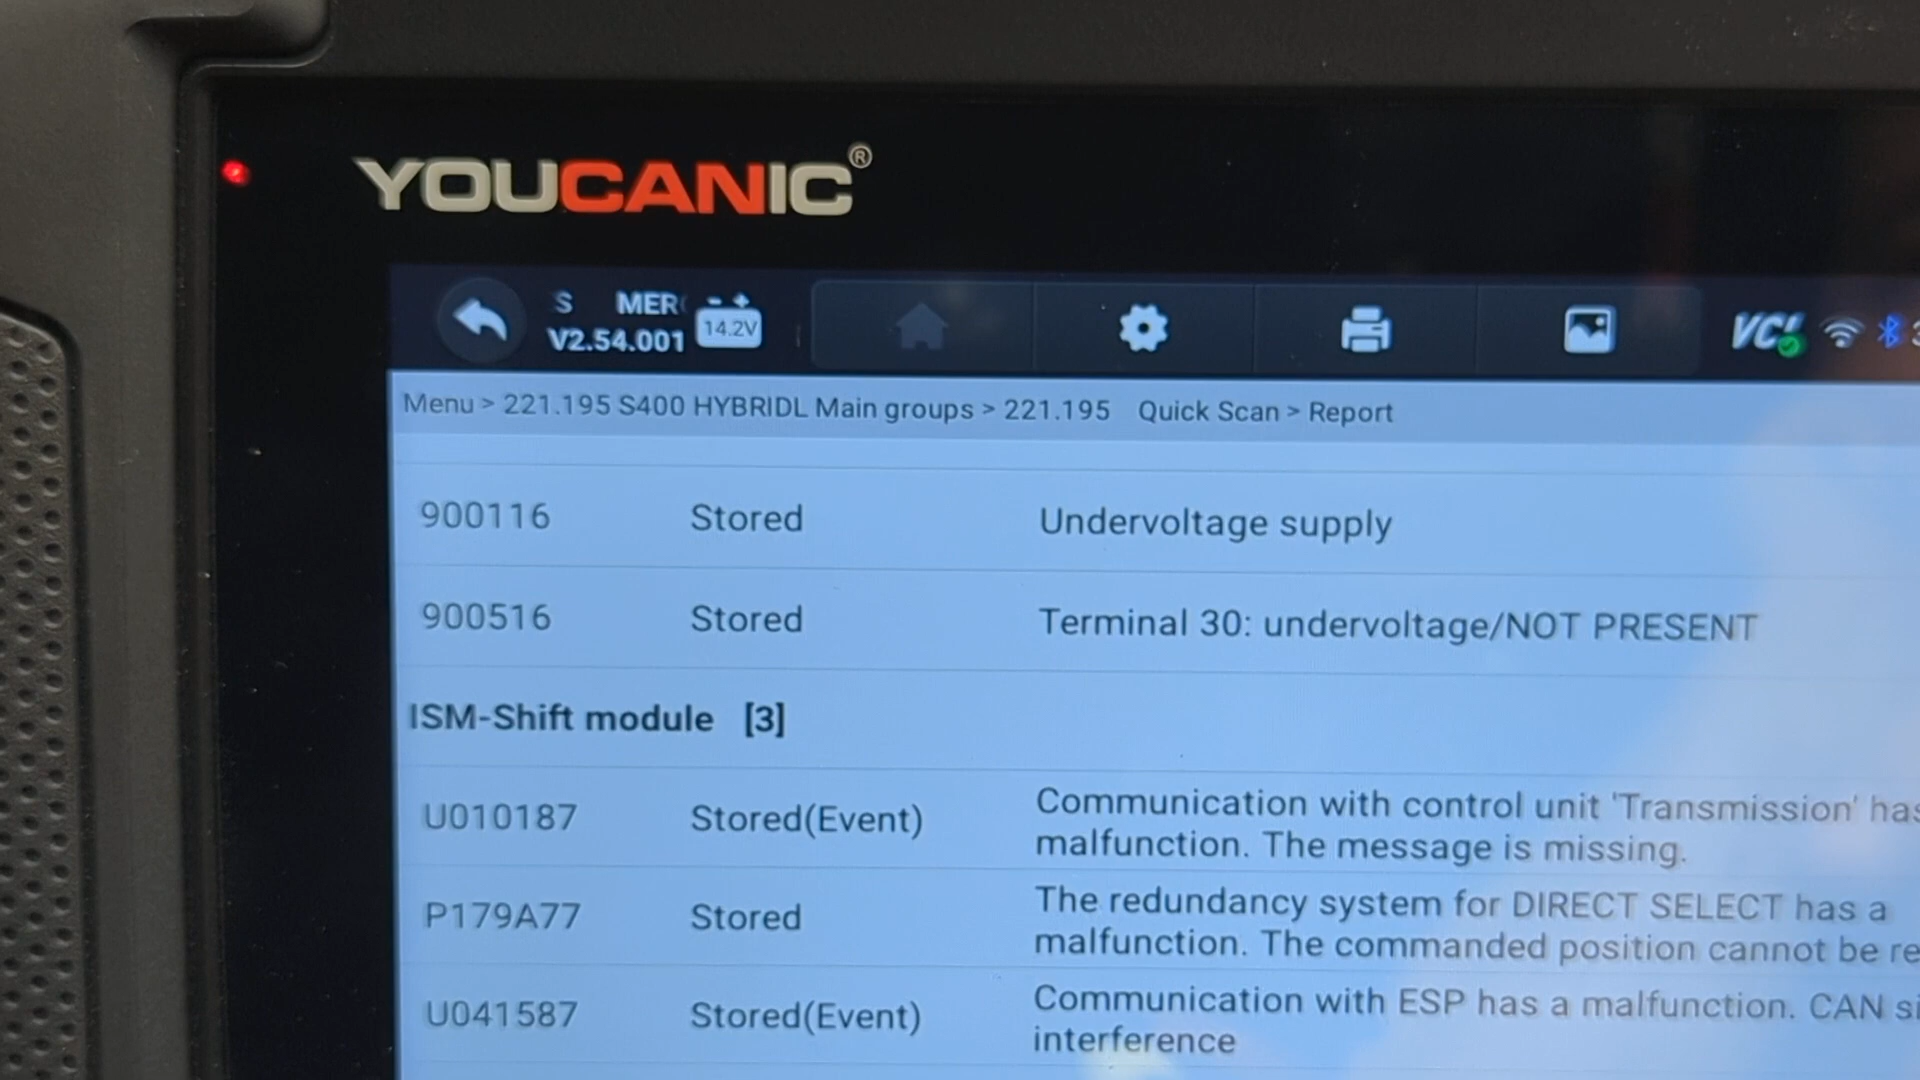 YOUCANIC®
S MER
V2.54.001
14.2V
VCI
Menu > 221.195 S400 HYBRIDL Main groups > 221.195 Quick Scan > Report
900116 Stored Undervoltage supply
900516 Stored Terminal 30: undervoltage/NOT PRESENT
ISM-Shift module [3]
U010187 Stored(Event) Communication with control unit 'Transmission' has
malfunction. The message is missing.
P179A77 Stored The redundancy system for DIRECT SELECT has a
malfunction. The commanded position cannot be re
U041587 Stored(Event) Communication with ESP has a malfunction. CAN si
interference